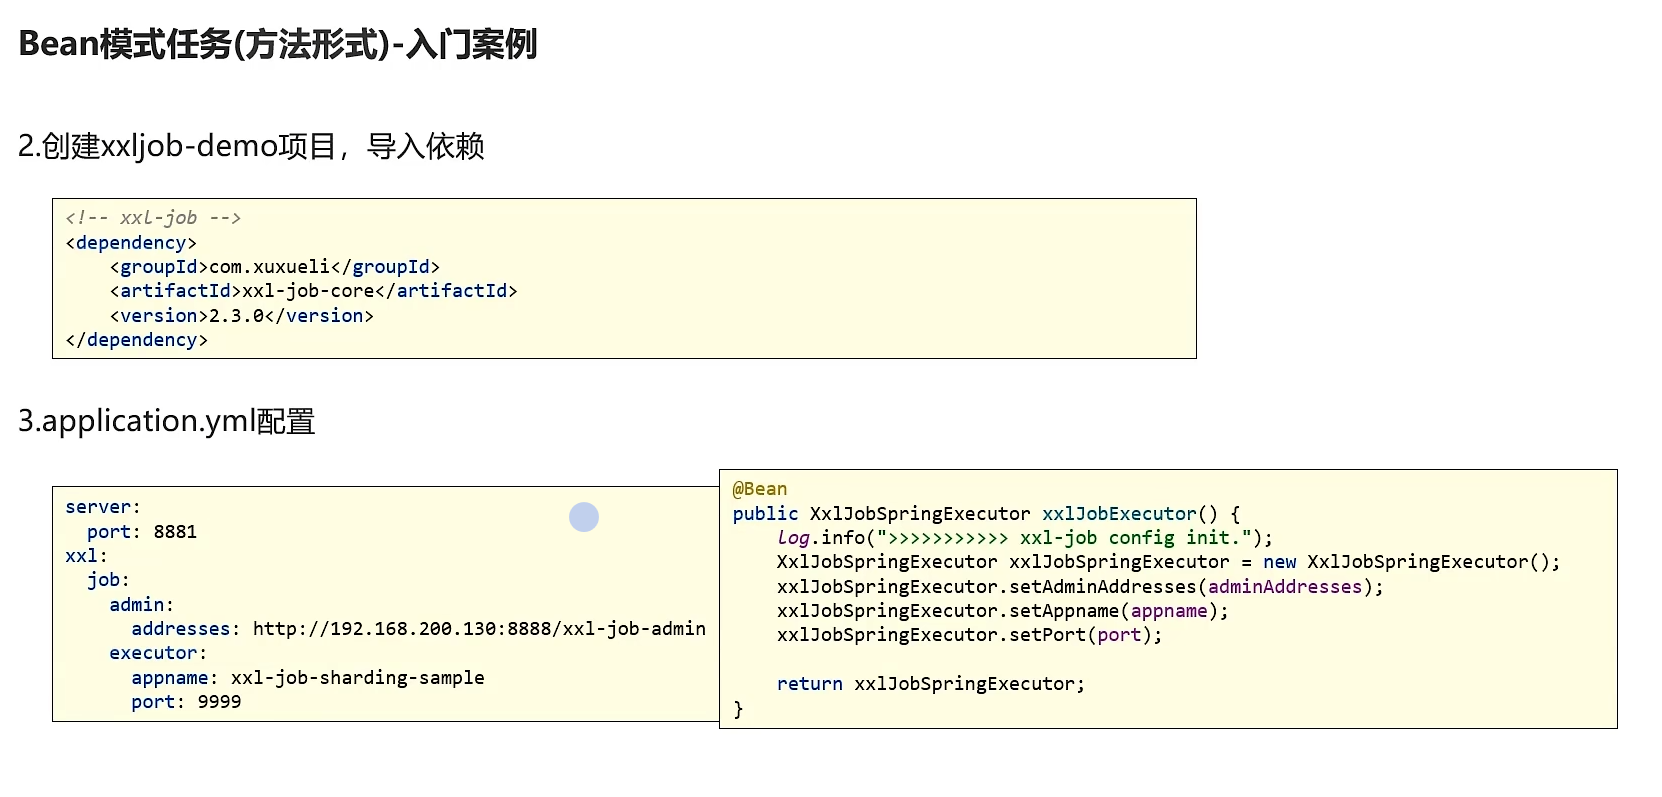 Bean模式任务(方法形式)-入门案例
2.创建xxljob-demo项目，导入依赖
<!-- xxl-job -->
<dependency>
    <groupId>com.xuxueli</groupId>
    <artifactId>xxl-job-core</artifactId>
    <version>2.3.0</version>
</dependency>
3.application.yml配置
server:
  port: 8881
xxl:
  job:
    admin:
      addresses: http://192.168.200.130:8888/xxl-job-admin
    executor:
      appname: xxl-job-sharding-sample
      port: 9999
@Bean
public XxlJobSpringExecutor xxlJobExecutor() {
    log.info(">>>>>>>>>>> xxl-job config init.");
    XxlJobSpringExecutor xxlJobSpringExecutor = new XxlJobSpringExecutor();
    xxlJobSpringExecutor.setAdminAddresses(adminAddresses);
    xxlJobSpringExecutor.setAppname(appname);
    xxlJobSpringExecutor.setPort(port);
    return xxlJobSpringExecutor;
}